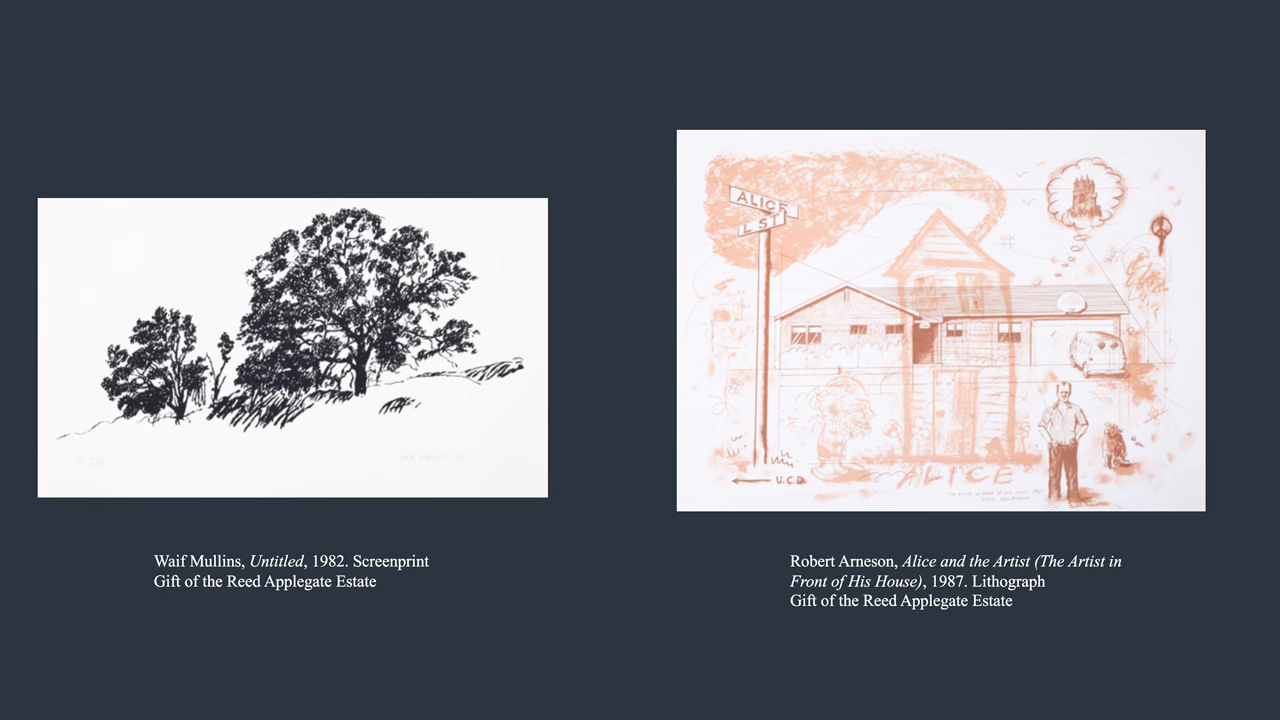 Waif Mullins, Untitled, 1982. Screenprint
Gift of the Reed Applegate Estate
ALICE
L ST
U.C.D.
ALICE
Robert Arneson, Alice and the Artist (The Artist in
Front of His House), 1987. Lithograph
Gift of the Reed Applegate Estate